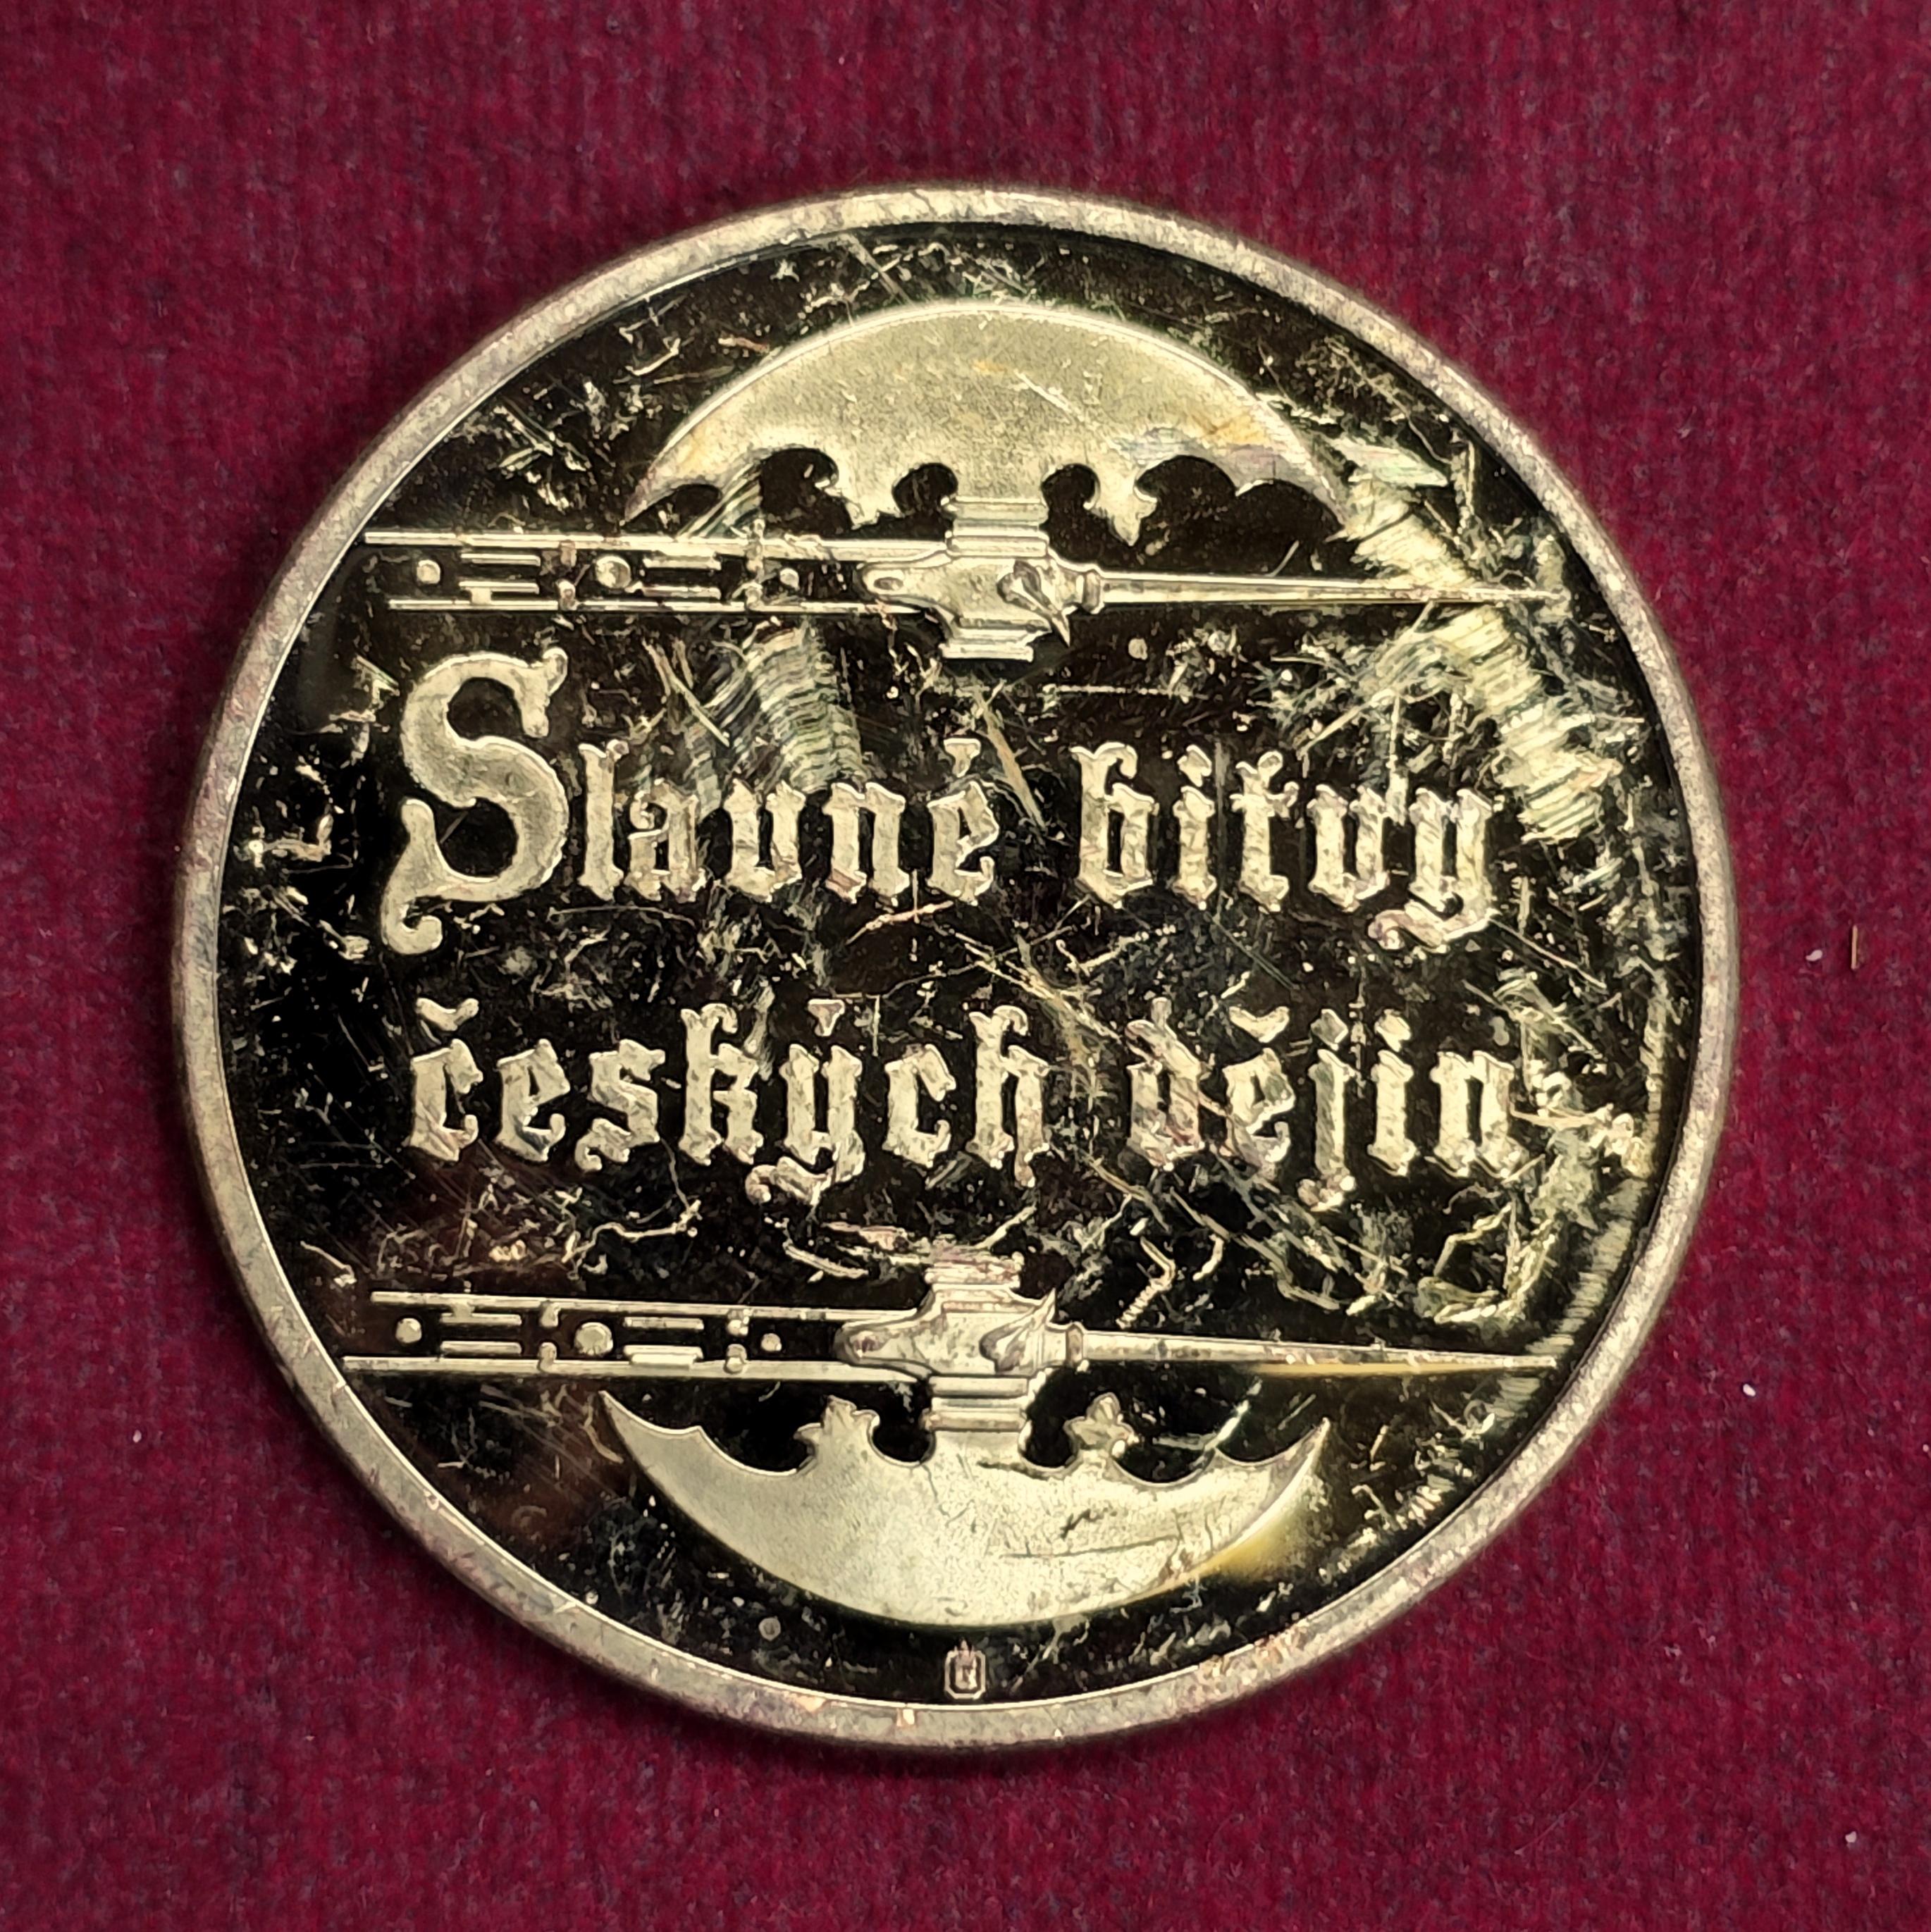 Slavné bitvy
českých dějin